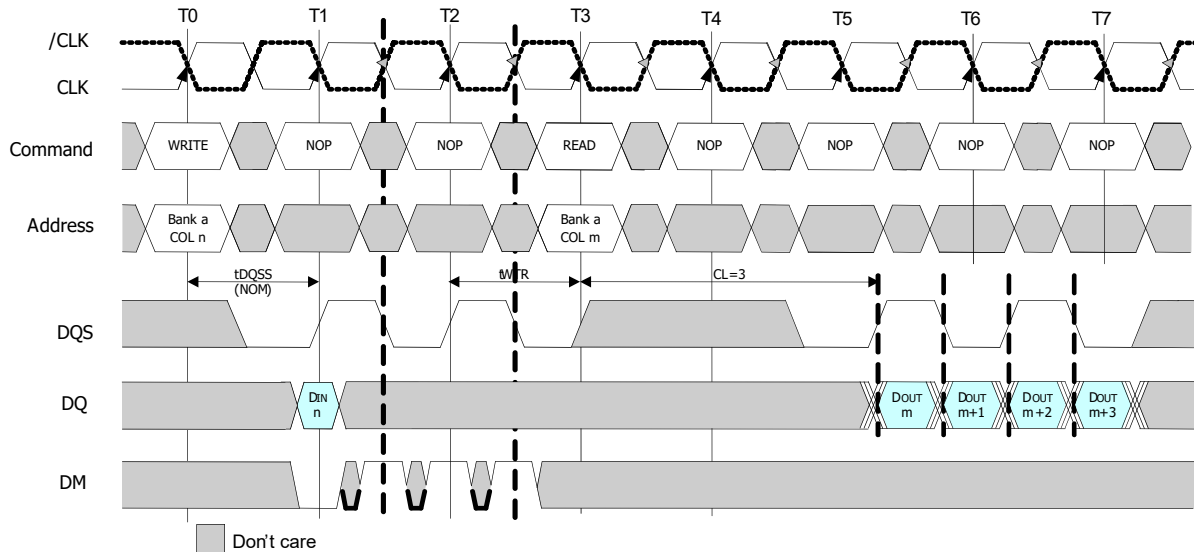 T0 T1 T2 T3 T4 T5 T6 T7
/CLK
CLK
Command WRITE NOP NOP READ NOP NOP NOP NOP
Address Bank a COL n Bank a COL m
tDQSS (NOM) tWTR CL=3
DQS
DQ DIN n DOUT m DOUT m+1 DOUT m+2 DOUT m+3
DM
Don't care